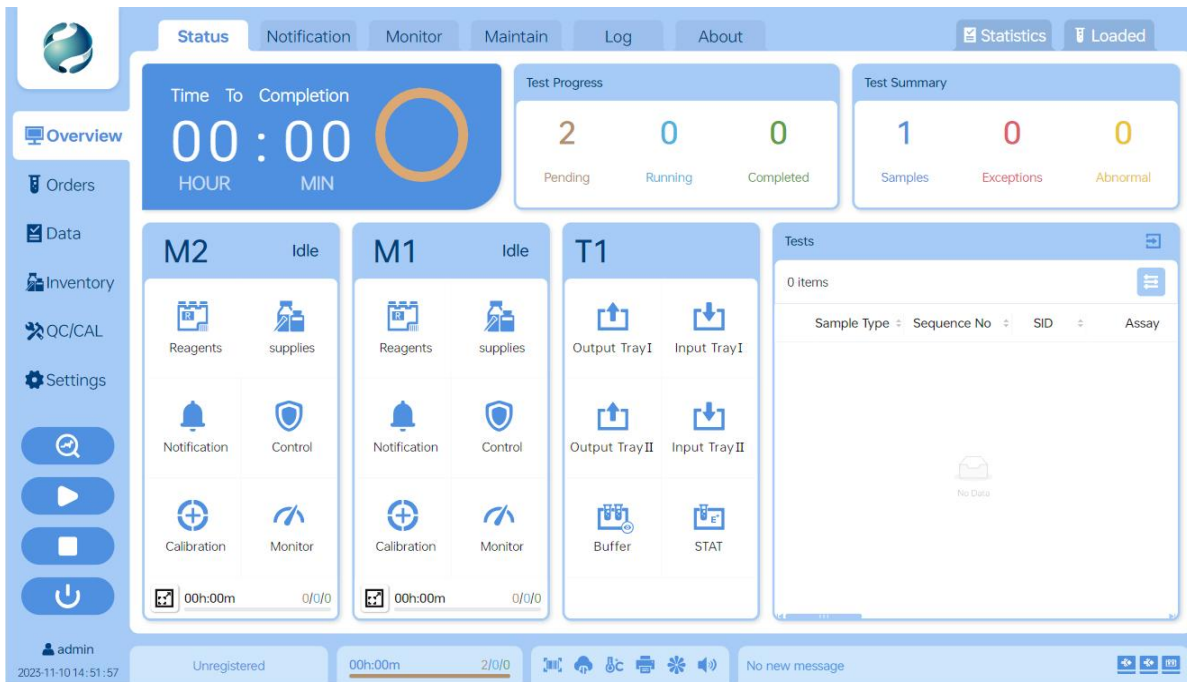 Status Notification Monitor Maintain Log About Statistics Loaded
Overview
Orders
Data
Inventory
QC/CAL
Settings
admin
2023-11-10 14:51:57
Time To Completion
00 : 00
HOUR MIN
Test Progress
2 0 0
Pending Running Completed
Test Summary
1 0 0
Samples Exceptions Abnormal
M2 Idle
R
Reagents supplies
Notification Control
Calibration Monitor
00h:00m 0/0/0
M1 Idle
R
Reagents supplies
Notification Control
Calibration Monitor
00h:00m 0/0/0
T1
Output TrayⅠ Input TrayⅠ
Output TrayⅡ Input TrayⅡ
Buffer STAT
Tests
0 items
Sample Type Sequence No SID Assay
No Data
Unregistered
00h:00m 2/0/0
No new message